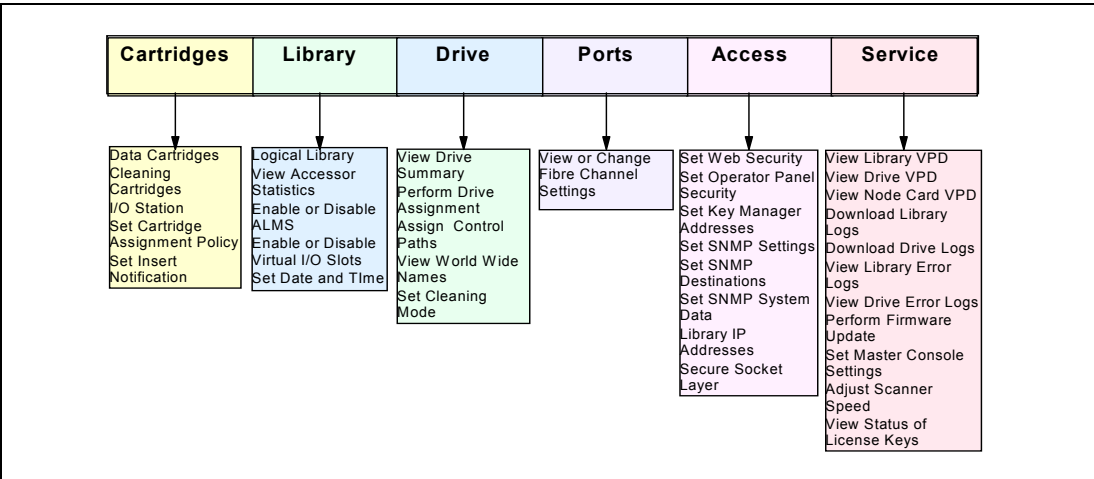 Cartridges
Library
Drive
Ports
Access
Service
Data Cartridges
Cleaning
Cartridges
I/O Station
Set Cartridge
Assignment Policy
Set Insert
Notification
Logical Library
View Accessor
Statistics
Enable or Disable
ALMS
Enable or Disable
Virtual I/O Slots
Set Date and TIme
View Drive
Summary
Perform Drive
Assignment
Assign Control
Paths
View World Wide
Names
Set Cleaning
Mode
View or Change
Fibre Channel
Settings
Set Web Security
Set Operator Panel
Security
Set Key Manager
Addresses
Set SNMP Settings
Set SNMP
Destinations
Set SNMP System
Data
Library IP
Addresses
Secure Socket
Layer
View Library VPD
View Drive VPD
View Node Card VPD
Download Library
Logs
Download Drive Logs
View Library Error
Logs
View Drive Error Logs
Perform Firmware
Update
Set Master Console
Settings
Adjust Scanner
Speed
View Status of
License Keys